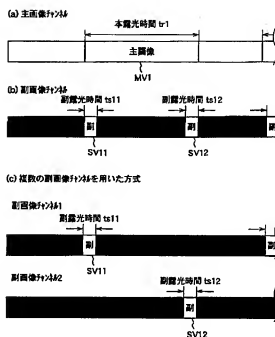 (a) 主画像チャンネル
本露光時間 tr1
主画像
MV1
(b) 副画像チャンネル
副露光時間 ts11 副露光時間 ts12
副 副 副
SV11 SV12
(c) 複数の副画像チャンネルを用いた方式
副画像チャンネル1
副露光時間 ts11
副 副
SV11
副画像チャンネル2
副露光時間 ts12
副
SV12